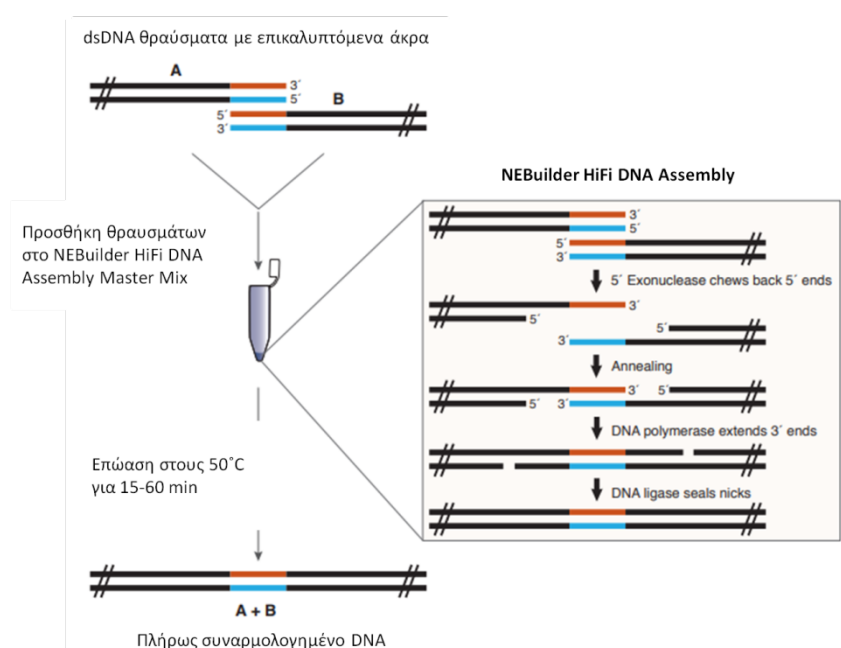 dsDNA θραύσματα με επικαλυπτόμενα άκρα
A
3´
5´
B
5´
3´
Προσθήκη θραυσμάτων
στο NEBuilder HiFi DNA
Assembly Master Mix
Επώαση στους 50˚C
για 15-60 min
A + B
Πλήρως συναρμολογημένο DNA
NEBuilder HiFi DNA Assembly
3´
5´
5´
3´
5´ Exonuclease chews back 5´ ends
3´
5´
5´
3´
Annealing
3´ 5´
5´ 3´
DNA polymerase extends 3´ ends
DNA ligase seals nicks